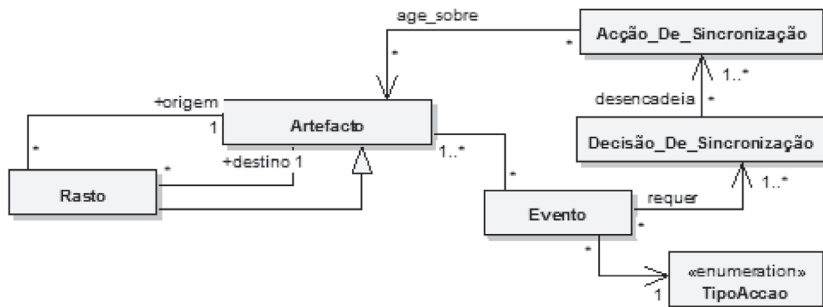 age_sobre
*
*
Acção_De_Sincronização
1..*
desencadeia
*
+origem
1
Artefacto
Decisão_De_Sincronização
*
+destino 1
1..*
1..*
*
Rasto
*
requer
Evento
*
*
«enumeration»
1
TipoAccao